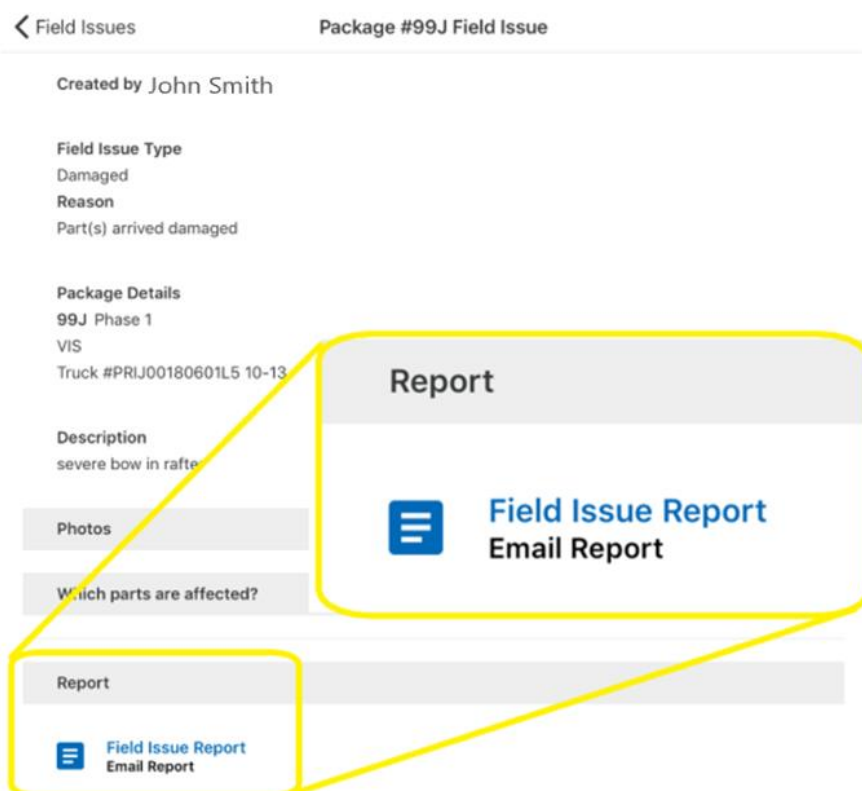 Field Issues
Package #99J Field Issue
Created by John Smith
Field Issue Type
Damaged
Reason
Part(s) arrived damaged
Package Details
99J Phase 1
VIS
Truck #PRIJ00180601L5 10-13
Description
severe bow in
Photos
Which parts are affected?
Report
Field Issue Report
Email Report
Report
Field Issue Report
Email Report